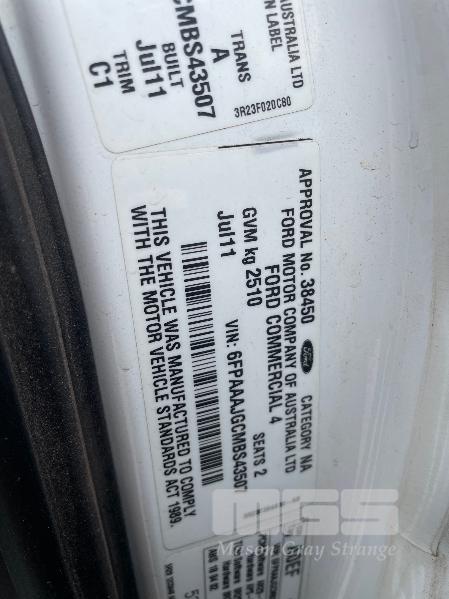 AUSTRALIA LTD
N LABEL
CMBS43507
TRANS
A
BUILT
Jul11
TRIM
C1
3R23F020C80
APPROVAL No. 38450 Ford CATEGORY NA
FORD MOTOR COMPANY OF AUSTRALIA LTD
FORD COMMERCIAL 4
GVM kg 2510 SEATS 2
Jul11 VIN: 6FPAAAJGCMBS43507
THIS VEHICLE WAS MANUFACTURED TO COMPLY
WITH THE MOTOR VEHICLE STANDARDS ACT 1989.
MGS
Mason Gray Strange